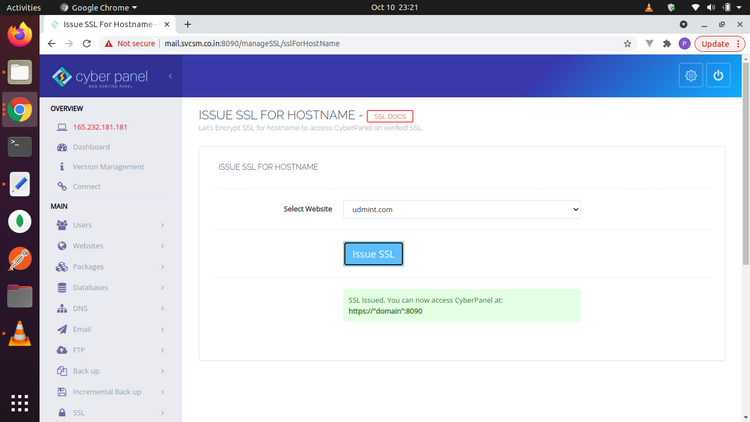 Activities
Google Chrome
Oct 10 23:21
Issue SSL For Hostname -
Not secure
mail.svcsm.co.in:8090/manageSSL/sslForHostName
P
Update
cyber panel
WEB HOSTING PANEL
OVERVIEW
165.232.181.181
Dashboard
Version Management
Connect
MAIN
Users
Websites
Packages
Databases
DNS
Email
FTP
Back up
Incremental Back up
SSL
ISSUE SSL FOR HOSTNAME - SSL DOCS
Let's Encrypt SSL for hostname to access CyberPanel on verified SSL.
ISSUE SSL FOR HOSTNAME
Select Website
udmint.com
Issue SSL
SSL Issued. You can now access CyberPanel at:
https://"domain":8090